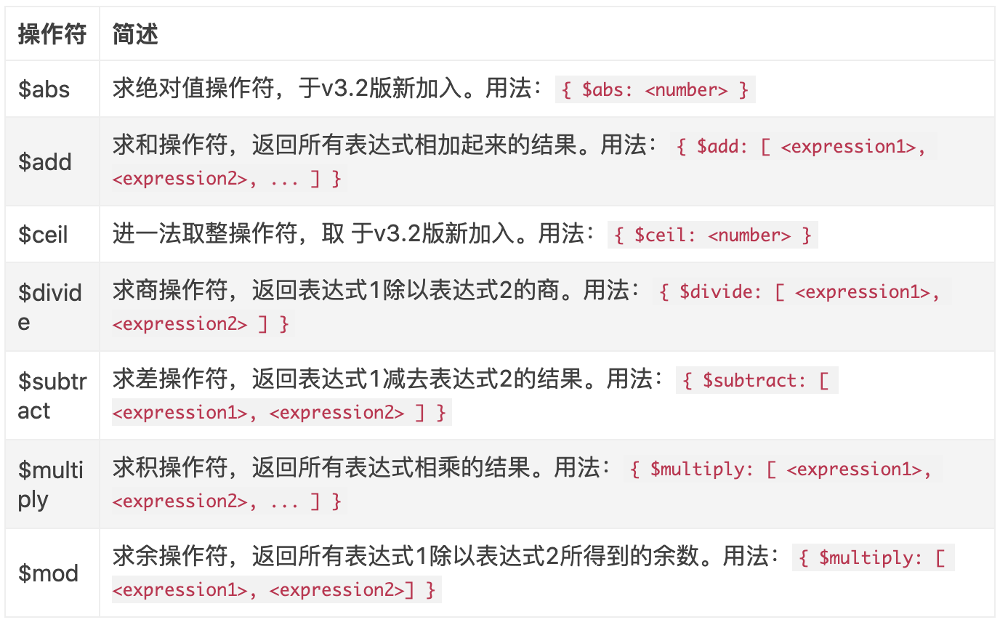 操作符 简述
$abs 求绝对值操作符，于v3.2版新加入。用法： { $abs: <number> }
$add 求和操作符，返回所有表达式相加起来的结果。用法： { $add: [ <expression1>,
<expression2>, ... ] }
$ceil 进一法取整操作符，取 于v3.2版新加入。用法： { $ceil: <number> }
$divid
e
求商操作符，返回表达式1除以表达式2的商。用法： { $divide: [ <expression1>,
<expression2> ] }
$subtr
act
求差操作符，返回表达式1减去表达式2的结果。用法： { $subtract: [
<expression1>, <expression2> ] }
$multi
ply
求积操作符，返回所有表达式相乘的结果。用法： { $multiply: [ <expression1>,
<expression2>, ... ] }
$mod 求余操作符，返回所有表达式1除以表达式2所得到的余数。用法： { $multiply: [
<expression1>, <expression2>] }